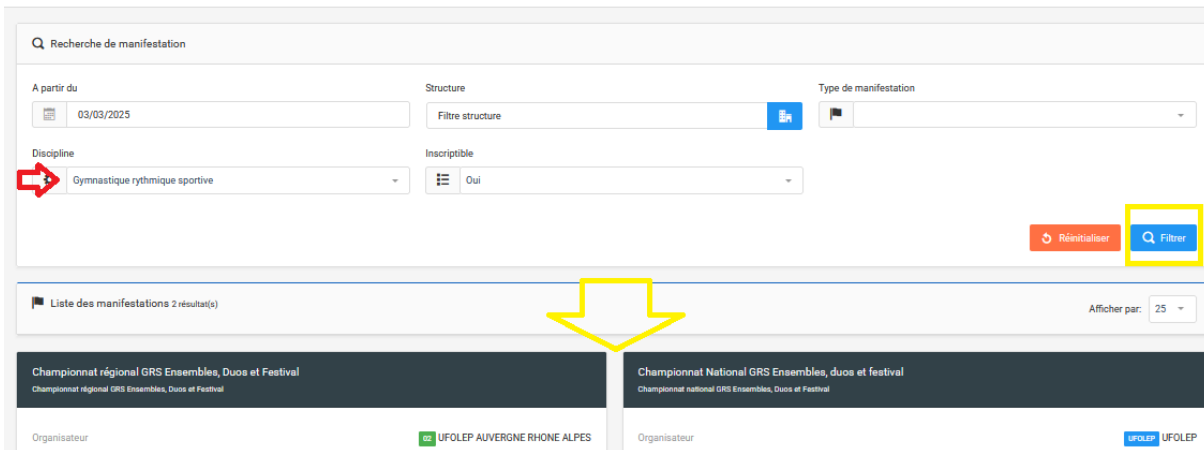 Recherche de manifestation
A partir du
Structure
Type de manifestation
03/03/2025
Filtre structure
Discipline
Inscriptible
Gymnastique rythmique sportive
Oui
Réinitialiser
Filtrer
Liste des manifestations 2 résultat(s)
Afficher par: 25
Championnat régional GRS Ensembles, Duos et Festival
Championnat régional GRS Ensembles, Duos et Festival
Championnat National GRS Ensembles, duos et festival
Championnat national GRS Ensembles, Duos et Festival
Organisateur
02 UFOLEP AUVERGNE RHONE ALPES
Organisateur
UFOLEP UFOLEP